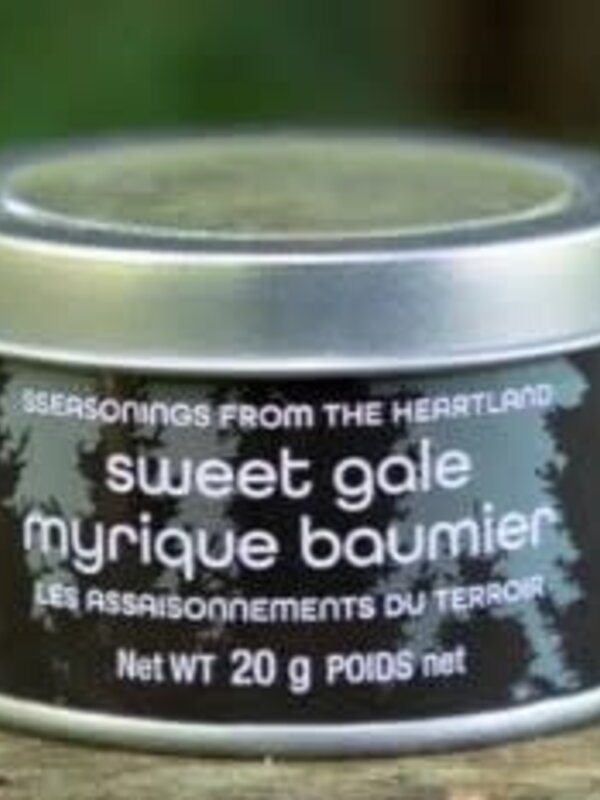 SSEASONINGS FROM THE HEARTLAND
sweet gale
myrique baumier
LES ASSAISONNEMENTS DU TERROIR
Net WT 20 g POIDS net